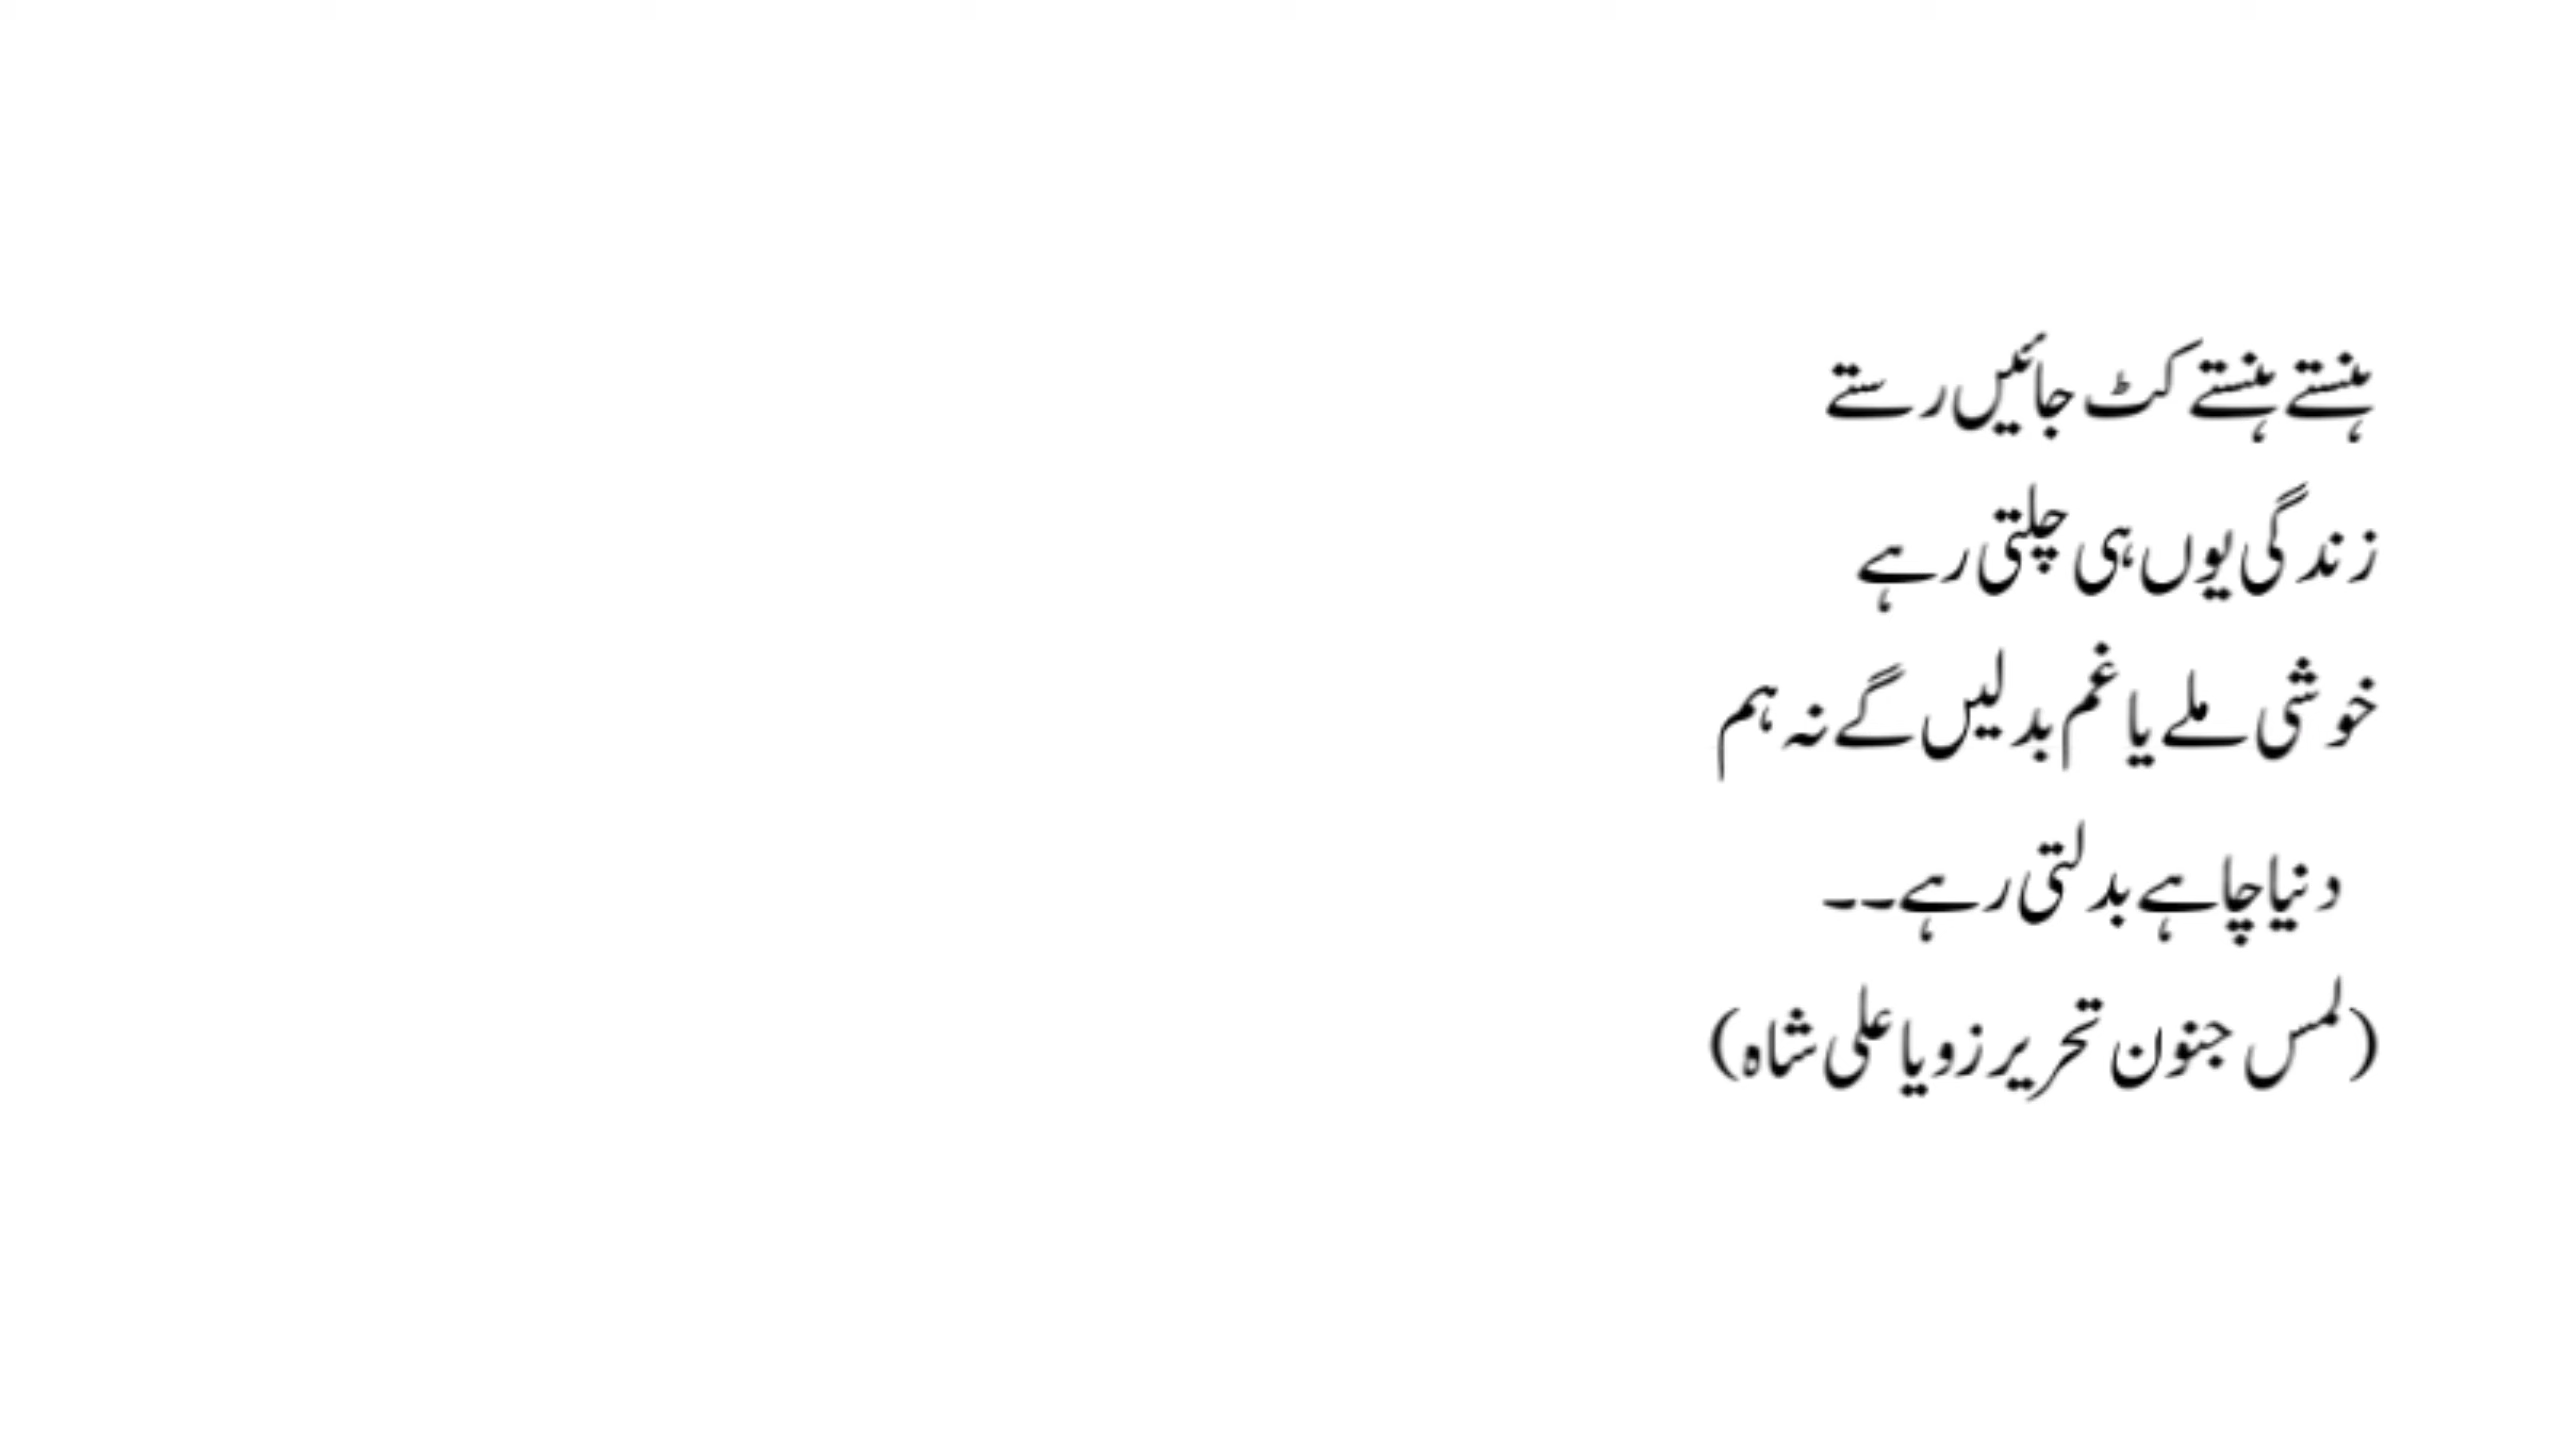 ہنستے ہنستے کٹ جائیں رستے
زندگی یوں ہی چلتی رہے
خوشی ملے یا غم بدلیں گے نہ ہم
دنیا چاہے بدلتی رہے۔۔
(لمس جنون تحریر زویا علی شاہ)